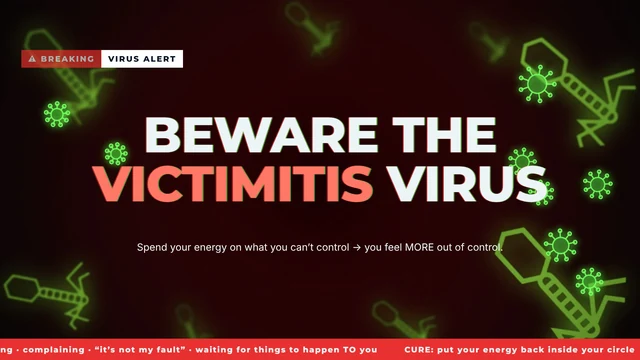 ⚠ BREAKING VIRUS ALERT
BEWARE THE
VICTIMITIS VIRUS
Spend your energy on what you can’t control → you feel MORE out of control.
· complaining · “it’s not my fault” · waiting for things to happen TO you CURE: put your energy back inside your circle